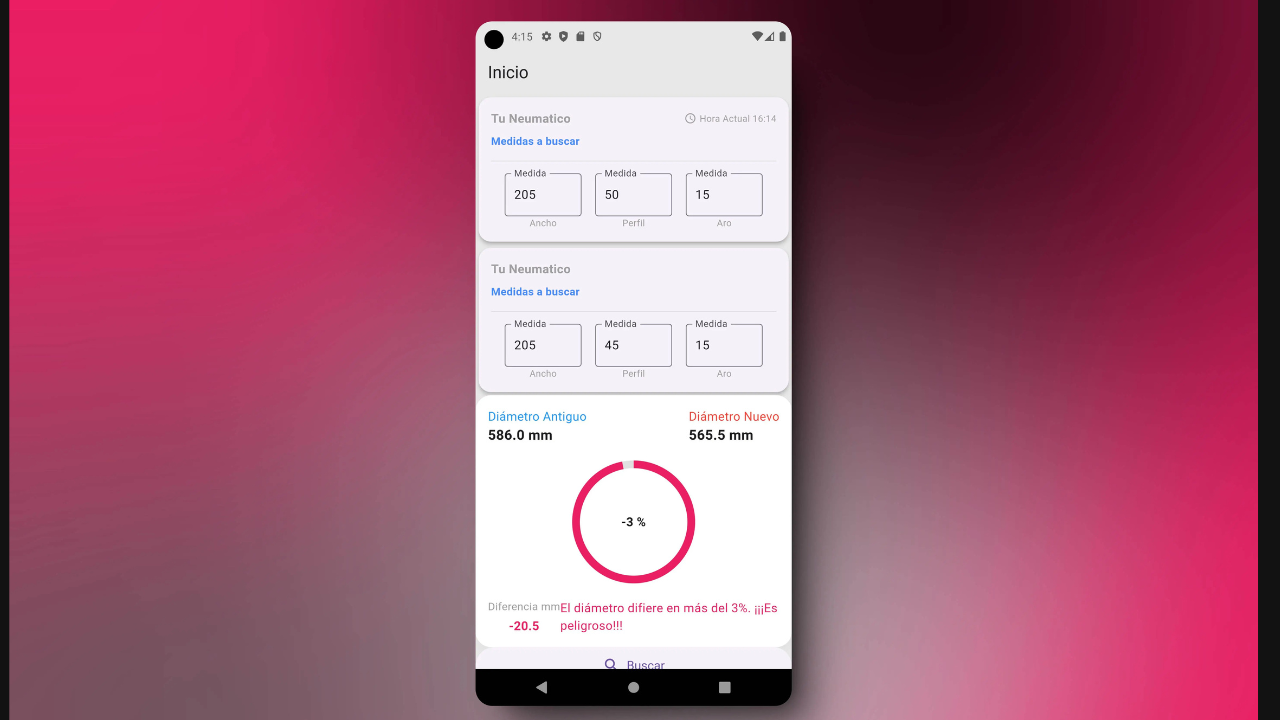 4:15
Inicio
Tu Neumatico
Hora Actual 16:14
Medidas a buscar
Medida Medida Medida
205 50 15
Ancho Perfil Aro
Tu Neumatico
Medidas a buscar
Medida Medida Medida
205 45 15
Ancho Perfil Aro
Diámetro Antiguo Diámetro Nuevo
586.0 mm 565.5 mm
-3 %
Diferencia mm
-20.5
El diámetro difiere en más del 3%. ¡¡¡Es
peligroso!!!
Buscar